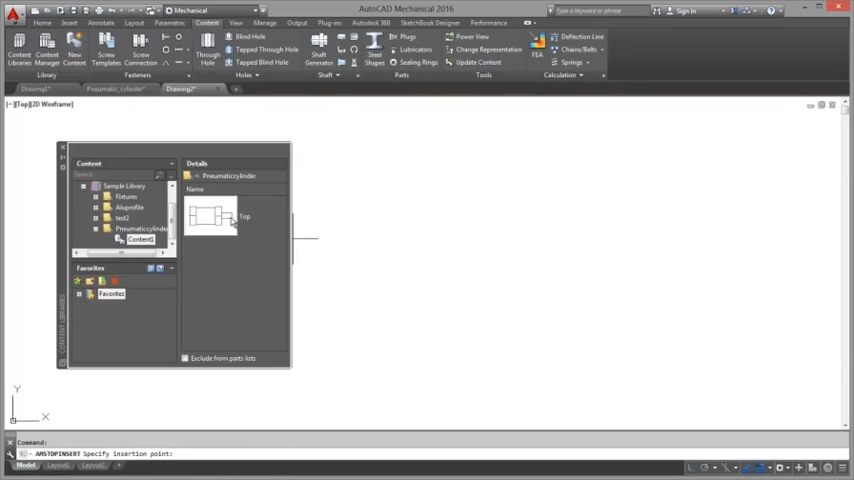 Mechanical
AutoCAD Mechanical 2016
Type a keyword or phrase
Sign In
Home Insert Annotate Layout Parametric Content View Manage Output Plug-ins Autodesk 360 SketchBook Designer Performance
Content Libraries
Content Manager
New Content
Screw Templates
Screw Connection
Through Hole
Blind Hole
Tapped Through Hole
Tapped Blind Hole
Shaft Generator
Steel Shapes
Plugs
Lubricators
Sealing Rings
Power View
Change Representation
Update Content
FEA
Deflection Line
Chains/Belts
Springs
Library Fasteners Holes Shaft Parts Tools Calculation
Drawing1* Pneumatic_cylinder* Drawing2*
[−][Top][2D Wireframe]
Content
Search
Sample Library
Fixtures
Aluprofile
test2
Pneumaticcylinder
Content1
Favorites
Favorites
Details
Pneumaticcylinder
Name
Top
Exclude from parts lists
CONTENT LIBRARIES
Y
X
Command:
AMSTDPINSERT Specify insertion point:
Model Layout1 Layout2 +